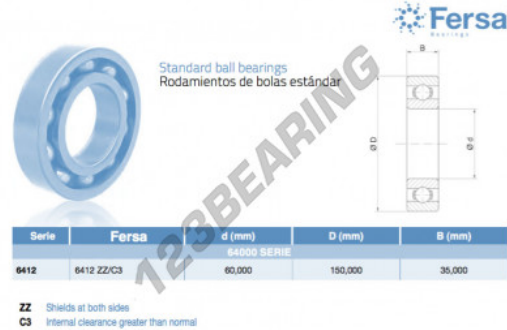 Fersa
Bearings
Standard ball bearings
Rodamientos de bolas estándar
B
Ø D
Ø d
123BEARING
Serie Fersa d (mm) D (mm) B (mm)
64000 SERIE
6412 6412 ZZ/C3 60,000 150,000 35,000
ZZ Shields at both sides
C3 Internal clearance greater than normal